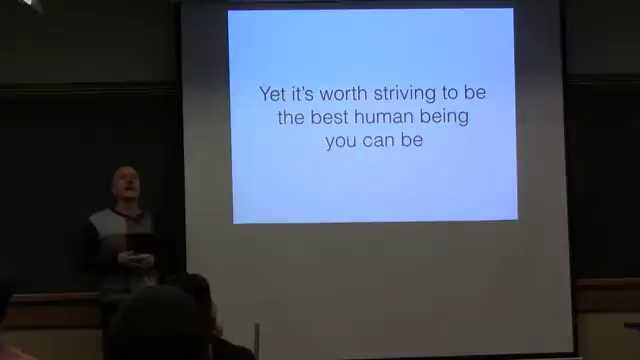 Yet it's worth striving to be
the best human being
you can be